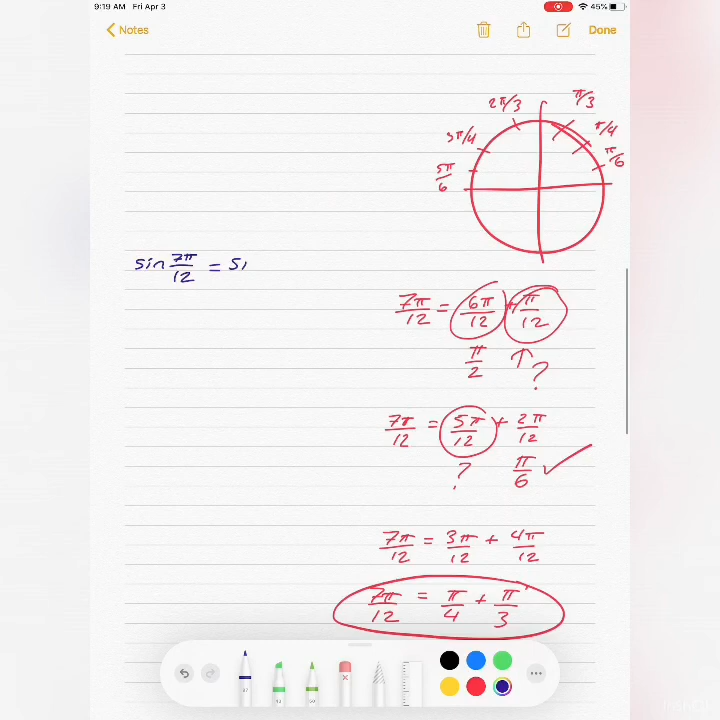 9:19 AM Fri Apr 3
45%
Notes
Done
2π/3
π/3
3π/4
π/4
5π/6
π/6
sin 7π/12 = si
7π/12 = 6π/12 + π/12
π/2 ↑ ?
7π/12 = 5π/12 + 2π/12
? π/6 ✓
7π/12 = 3π/12 + 4π/12
7π/12 = π/4 + π/3